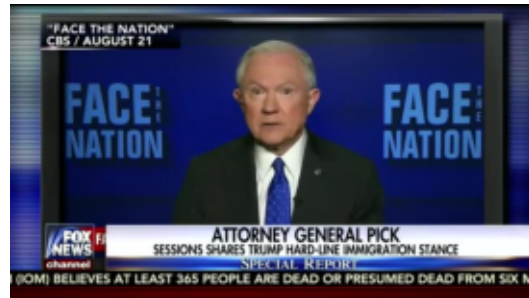 "FACE THE NATION"
CBS / AUGUST 21
FACE THE NATION
FACE THE NATION
ATTORNEY GENERAL PICK
SESSIONS SHARES TRUMP HARD-LINE IMMIGRATION STANCE
FOX NEWS channel
SPECIAL REPORT
(IOM) BELIEVES AT LEAST 365 PEOPLE ARE DEAD OR PRESUMED DEAD FROM SIX